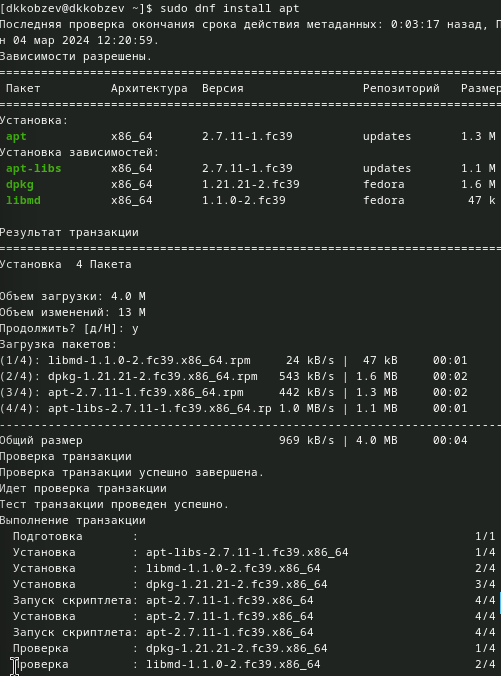 [dkkobzev@dkkobzev ~]$ sudo dnf install apt
Последняя проверка окончания срока действия метаданных: 0:03:17 назад, П
н 04 мар 2024 12:20:59.
Зависимости разрешены.
================================================================
Пакет Архитектура Версия Репозиторий Размер
================================================================
Установка:
apt x86_64 2.7.11-1.fc39 updates 1.3 M
Установка зависимостей:
apt-libs x86_64 2.7.11-1.fc39 updates 1.1 M
dpkg x86_64 1.21.21-2.fc39 fedora 1.6 M
libmd x86_64 1.1.0-2.fc39 fedora 47 k
Результат транзакции
================================================================
Установка 4 Пакета
Объем загрузки: 4.0 M
Объем изменений: 13 M
Продолжить? [д/Н]: y
Загрузка пакетов:
(1/4): libmd-1.1.0-2.fc39.x86_64.rpm 24 kB/s | 47 kB 00:01
(2/4): dpkg-1.21.21-2.fc39.x86_64.rpm 543 kB/s | 1.6 MB 00:02
(3/4): apt-2.7.11-1.fc39.x86_64.rpm 442 kB/s | 1.3 MB 00:02
(4/4): apt-libs-2.7.11-1.fc39.x86_64.rp 1.0 MB/s | 1.1 MB 00:01
----------------------------------------------------------------
Общий размер 969 kB/s | 4.0 MB 00:04
Проверка транзакции
Проверка транзакции успешно завершена.
Идет проверка транзакции
Тест транзакции проведен успешно.
Выполнение транзакции
Подготовка : 1/1
Установка : apt-libs-2.7.11-1.fc39.x86_64 1/4
Установка : libmd-1.1.0-2.fc39.x86_64 2/4
Установка : dpkg-1.21.21-2.fc39.x86_64 3/4
Запуск скриптлета: apt-2.7.11-1.fc39.x86_64 4/4
Установка : apt-2.7.11-1.fc39.x86_64 4/4
Запуск скриптлета: apt-2.7.11-1.fc39.x86_64 4/4
Проверка : dpkg-1.21.21-2.fc39.x86_64 1/4
Проверка : libmd-1.1.0-2.fc39.x86_64 2/4